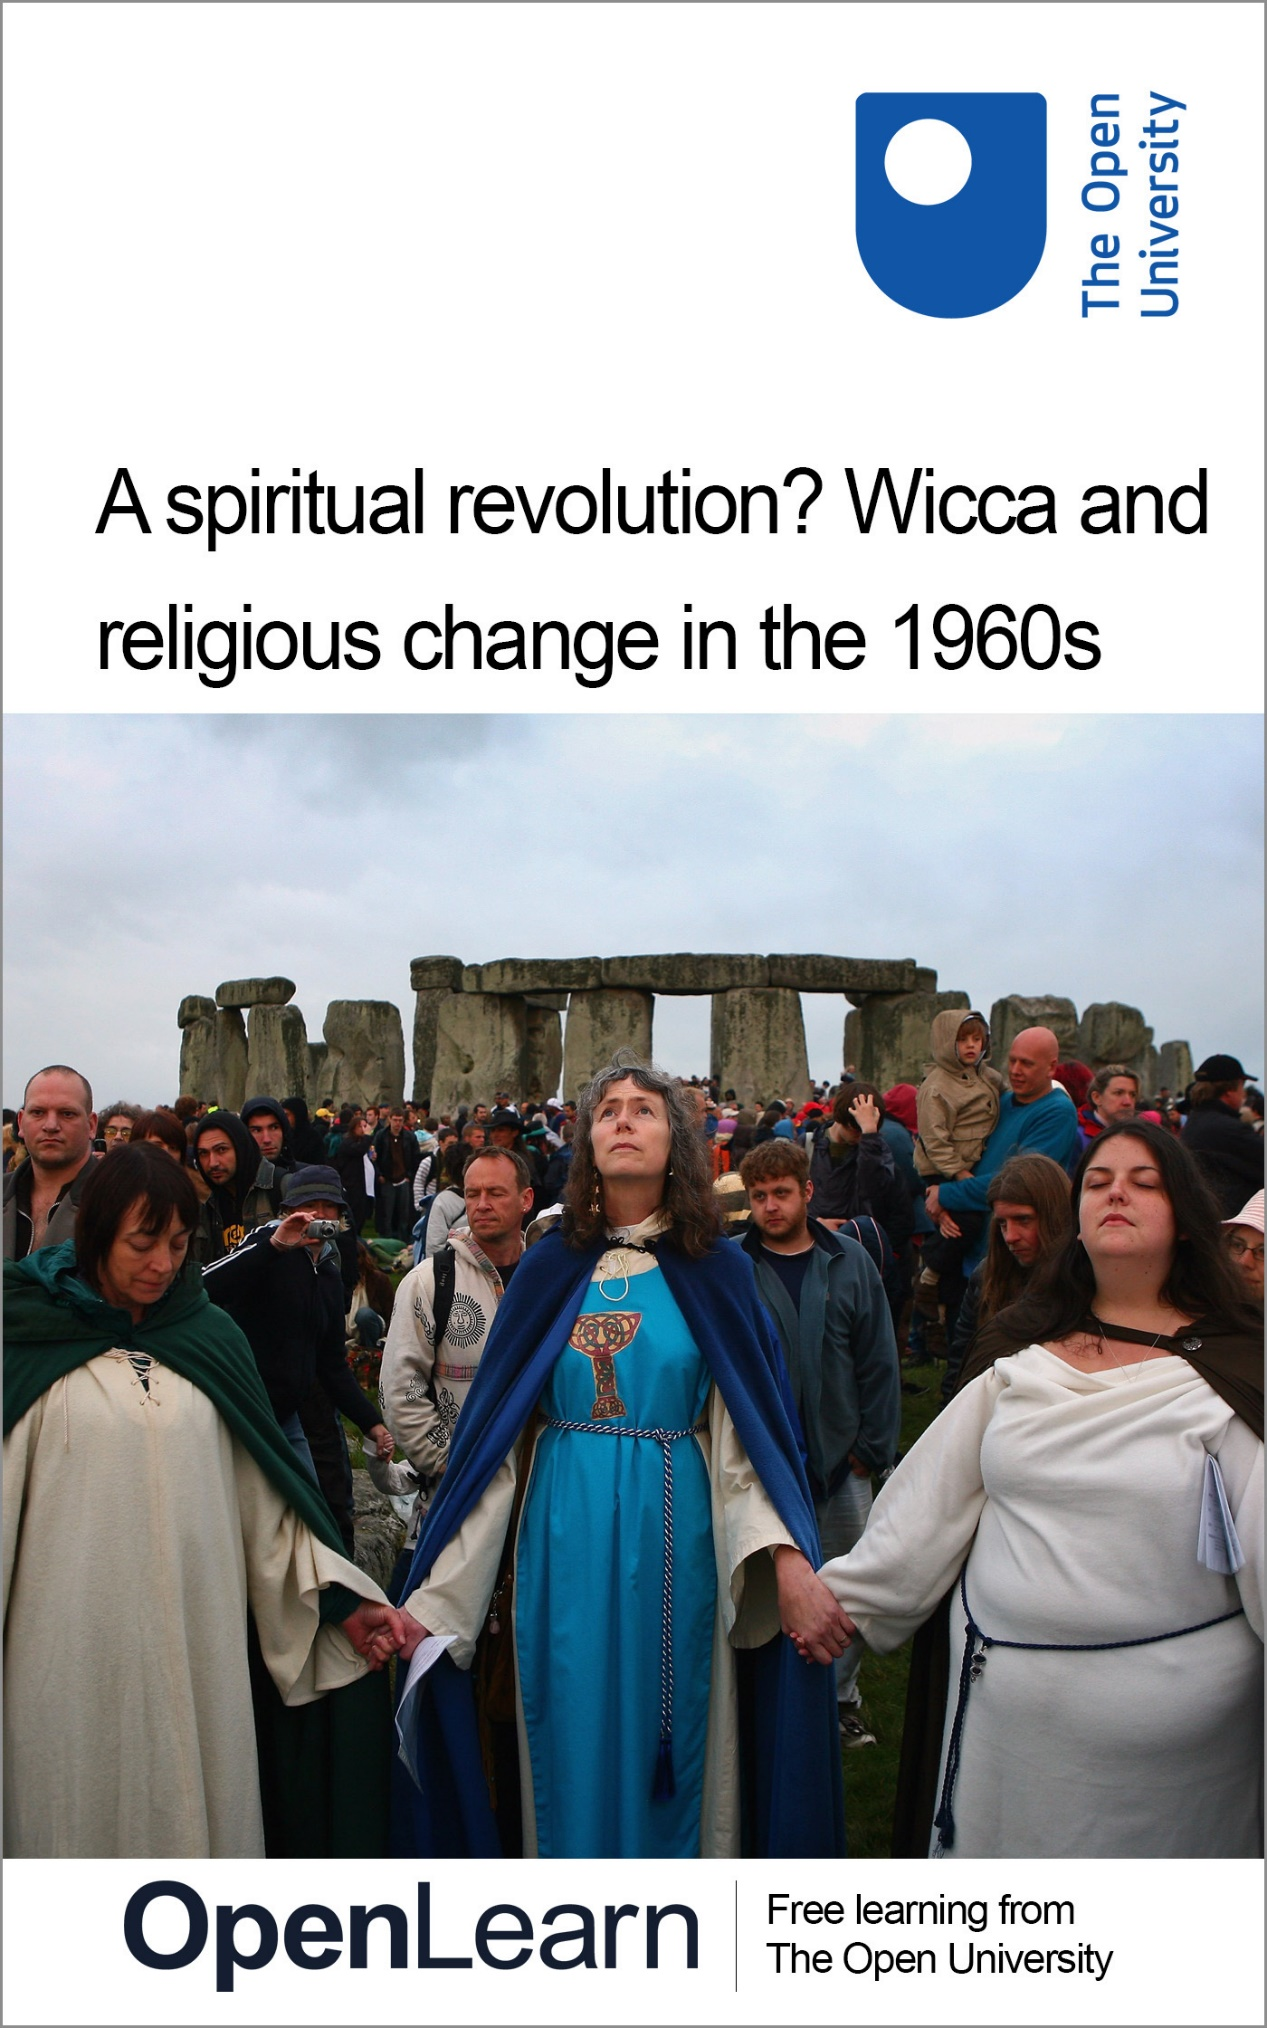 The Open
University
A spiritual revolution? Wicca and
religious change in the 1960s
OpenLearn
Free learning from
The Open University